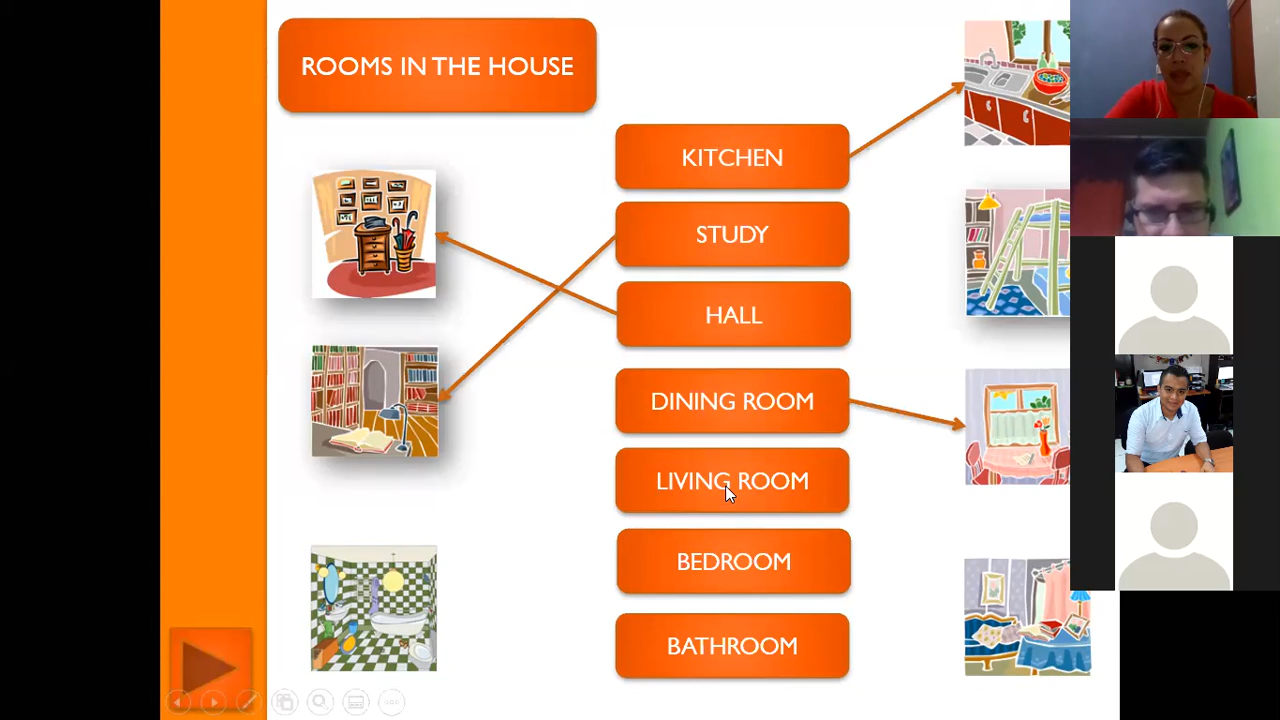 ROOMS IN THE HOUSE
KITCHEN
STUDY
HALL
DINING ROOM
LIVING ROOM
BEDROOM
BATHROOM